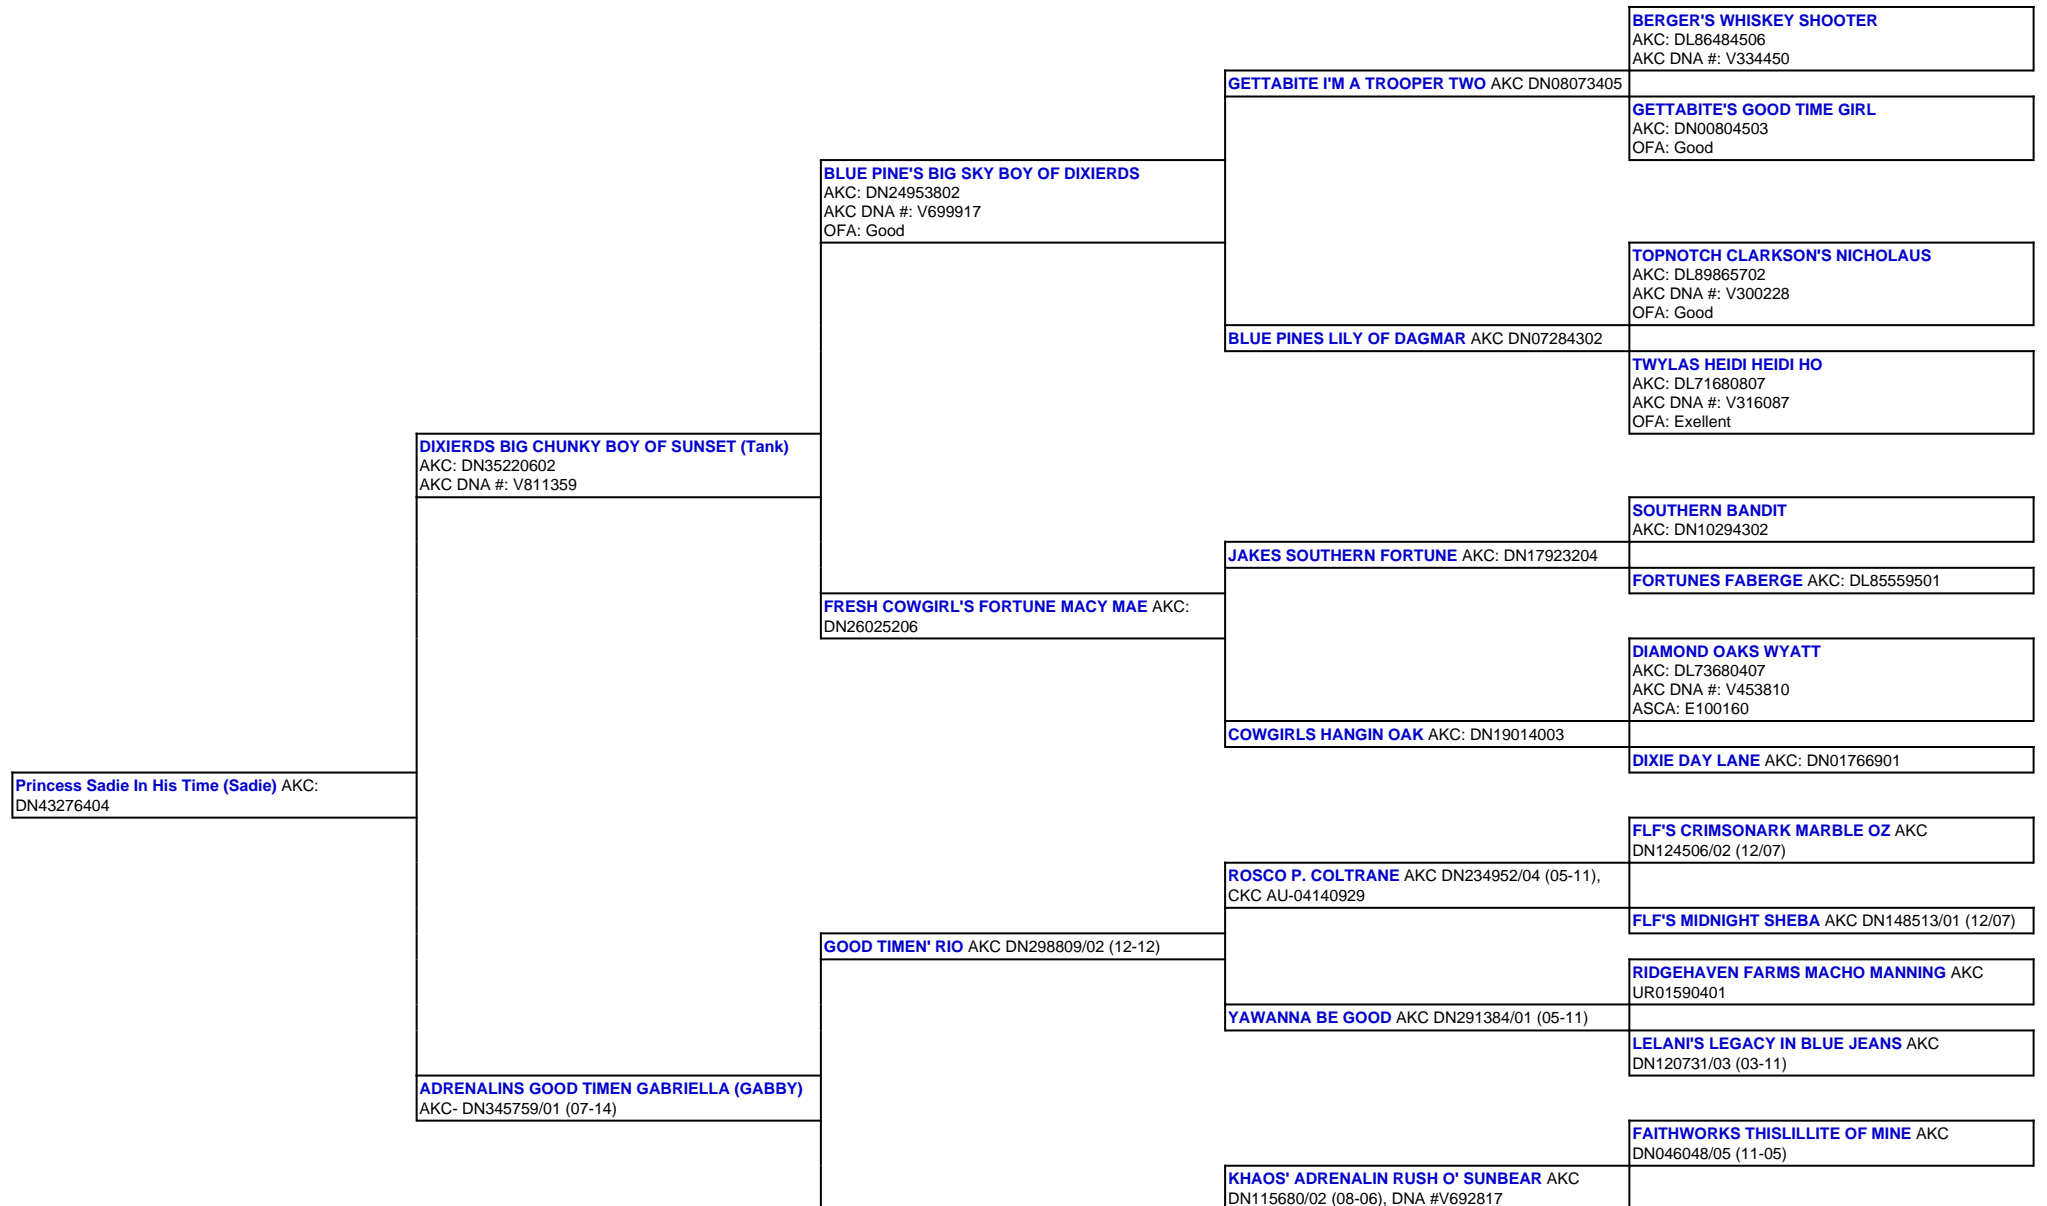 BERGER'S WHISKEY SHOOTER
AKC: DL86484506
AKC DNA #: V334450
GETTABITE I'M A TROOPER TWO AKC DN08073405
GETTABITE'S GOOD TIME GIRL
AKC: DN00804503
OFA: Good
BLUE PINE'S BIG SKY BOY OF DIXIERDS
AKC: DN24953802
AKC DNA #: V699917
OFA: Good
TOPNOTCH CLARKSON'S NICHOLAUS
AKC: DL89865702
AKC DNA #: V300228
OFA: Good
BLUE PINES LILY OF DAGMAR AKC DN07284302
TWYLAS HEIDI HEIDI HO
AKC: DL71680807
AKC DNA #: V316087
OFA: Exellent
DIXIERDS BIG CHUNKY BOY OF SUNSET (Tank)
AKC: DN35220602
AKC DNA #: V811359
SOUTHERN BANDIT
AKC: DN10294302
JAKES SOUTHERN FORTUNE AKC: DN17923204
FORTUNES FABERGE AKC: DL85559501
FRESH COWGIRL'S FORTUNE MACY MAE AKC:
DN26025206
DIAMOND OAKS WYATT
AKC: DL73680407
AKC DNA #: V453810
ASCA: E100160
COWGIRLS HANGIN OAK AKC: DN19014003
DIXIE DAY LANE AKC: DN01766901
Princess Sadie In His Time (Sadie) AKC:
DN43276404
FLF'S CRIMSONARK MARBLE OZ AKC
DN124506/02 (12/07)
ROSCO P. COLTRANE AKC DN234952/04 (05-11),
CKC AU-04140929
FLF'S MIDNIGHT SHEBA AKC DN148513/01 (12/07)
GOOD TIMEN' RIO AKC DN298809/02 (12-12)
RIDGEHAVEN FARMS MACHO MANNING AKC
UR01590401
YAWANNA BE GOOD AKC DN291384/01 (05-11)
LELANI'S LEGACY IN BLUE JEANS AKC
DN120731/03 (03-11)
ADRENALINS GOOD TIMEN GABRIELLA (GABBY)
AKC- DN345759/01 (07-14)
FAITHWORKS THISLILLITE OF MINE AKC
DN046048/05 (11-05)
KHAOS' ADRENALIN RUSH O' SUNBEAR AKC
DN115680/02 (08-06), DNA #V692817